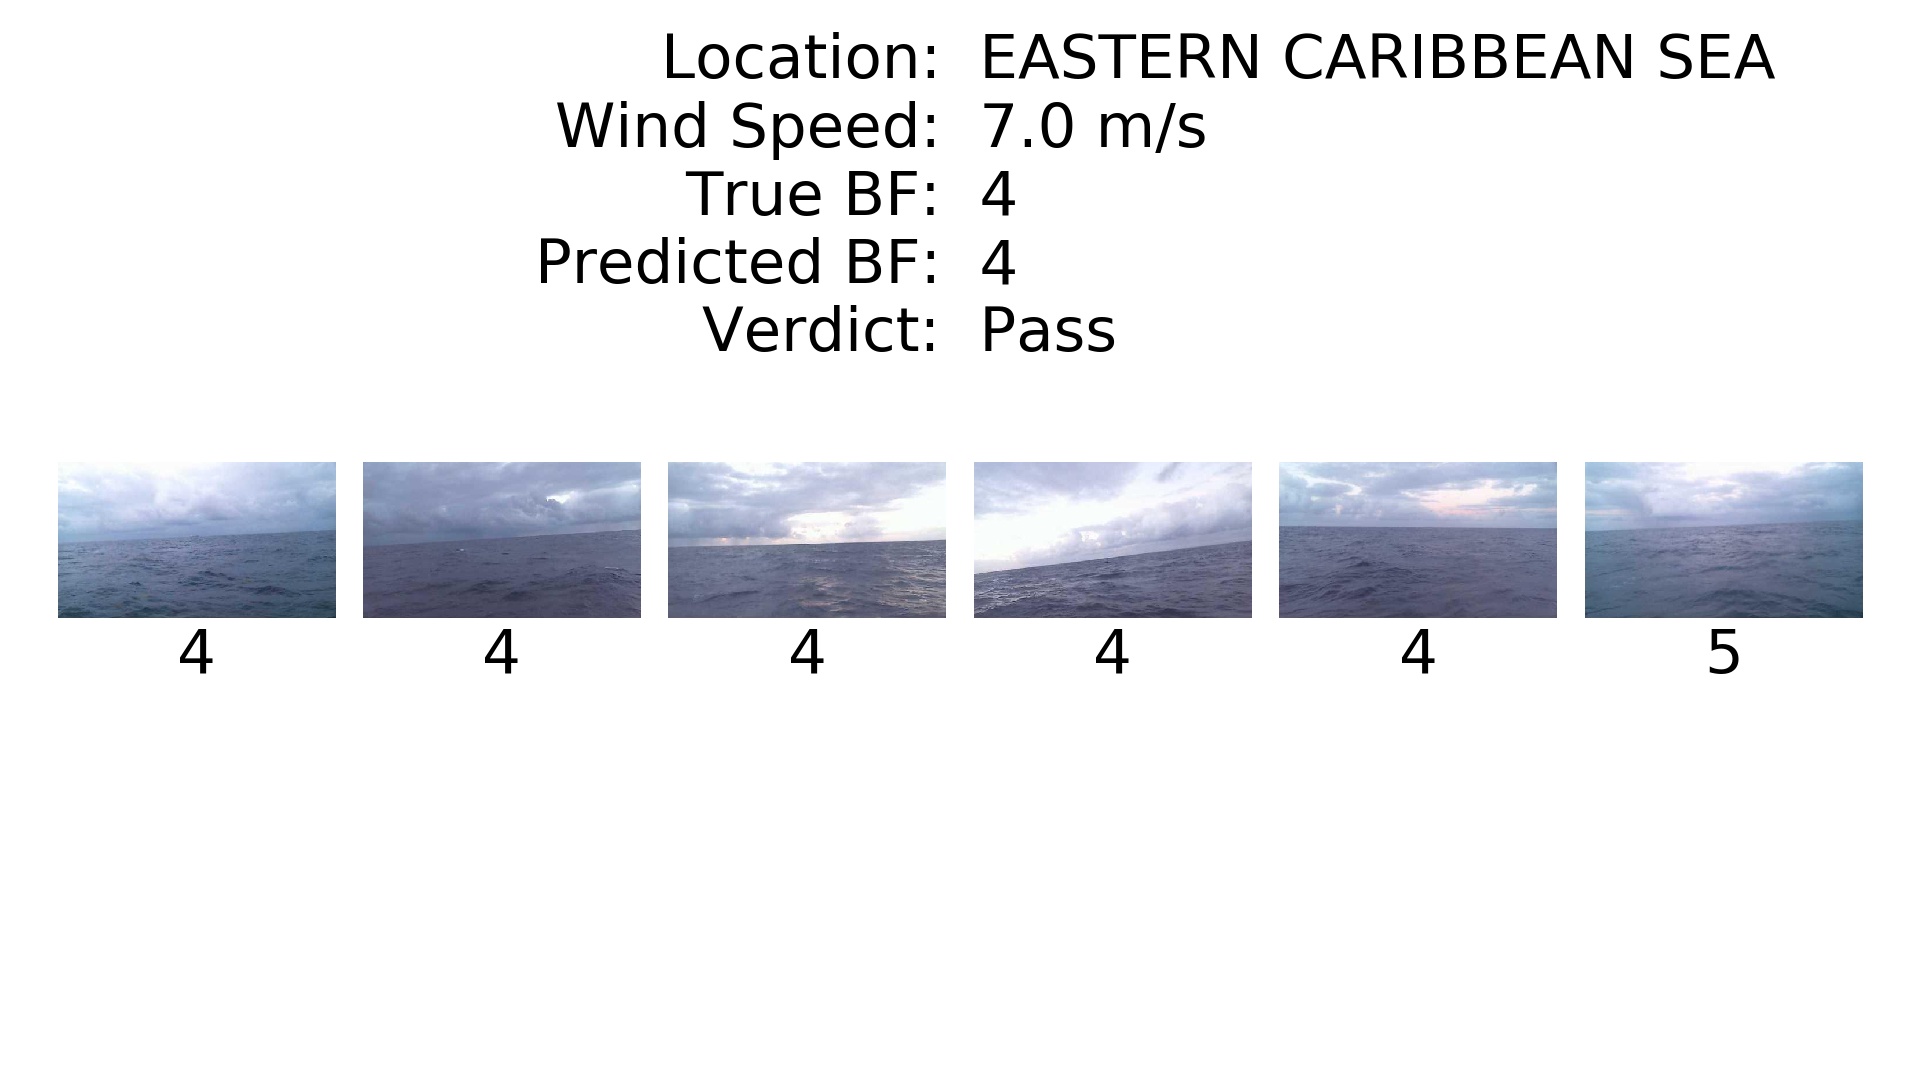 Location: EASTERN CARIBBEAN SEA
Wind Speed: 7.0 m/s
True BF: 4
Predicted BF: 4
Verdict: Pass
4 4 4 4 4 5